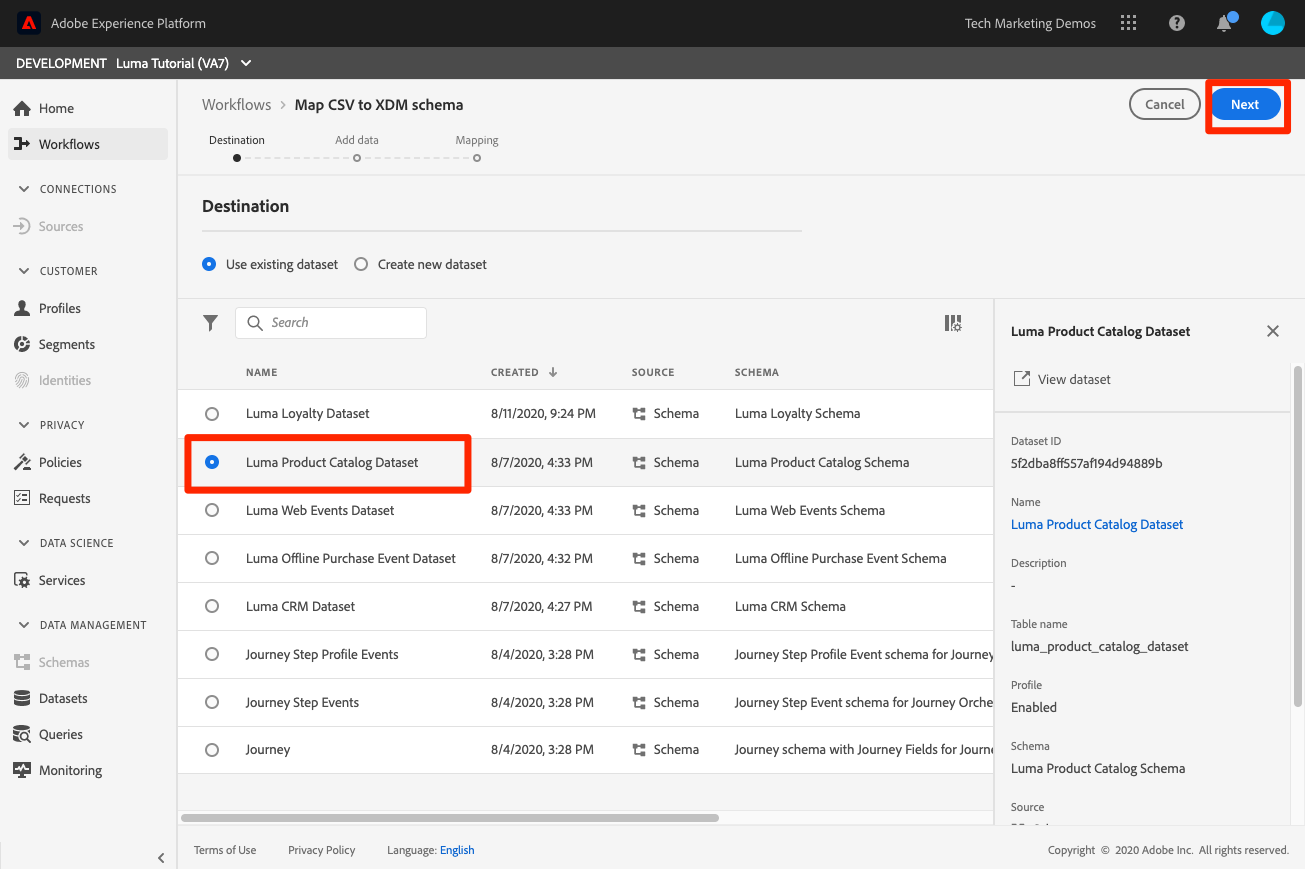 Adobe Experience Platform
Tech Marketing Demos
DEVELOPMENT Luma Tutorial (VA7)
Home
Workflows
CONNECTIONS
Sources
CUSTOMER
Profiles
Segments
Identities
PRIVACY
Policies
Requests
DATA SCIENCE
Services
DATA MANAGEMENT
Schemas
Datasets
Queries
Monitoring
Workflows > Map CSV to XDM schema
Cancel
Next
Destination Add data Mapping
Destination
Use existing dataset Create new dataset
Search
NAME CREATED SOURCE SCHEMA
Luma Loyalty Dataset 8/11/2020, 9:24 PM Schema Luma Loyalty Schema
Luma Product Catalog Dataset 8/7/2020, 4:33 PM Schema Luma Product Catalog Schema
Luma Web Events Dataset 8/7/2020, 4:33 PM Schema Luma Web Events Schema
Luma Offline Purchase Event Dataset 8/7/2020, 4:32 PM Schema Luma Offline Purchase Event Schema
Luma CRM Dataset 8/7/2020, 4:27 PM Schema Luma CRM Schema
Journey Step Profile Events 8/4/2020, 3:28 PM Schema Journey Step Profile Event schema for Journey
Journey Step Events 8/4/2020, 3:28 PM Schema Journey Step Event schema for Journey Orche
Journey 8/4/2020, 3:28 PM Schema Journey schema with Journey Fields for Journe
Luma Product Catalog Dataset
View dataset
Dataset ID
5f2dba8ff557af194d94889b
Name
Luma Product Catalog Dataset
Description
-
Table name
luma_product_catalog_dataset
Profile
Enabled
Schema
Luma Product Catalog Schema
Source
Terms of Use Privacy Policy Language: English
Copyright © 2020 Adobe Inc. All rights reserved.